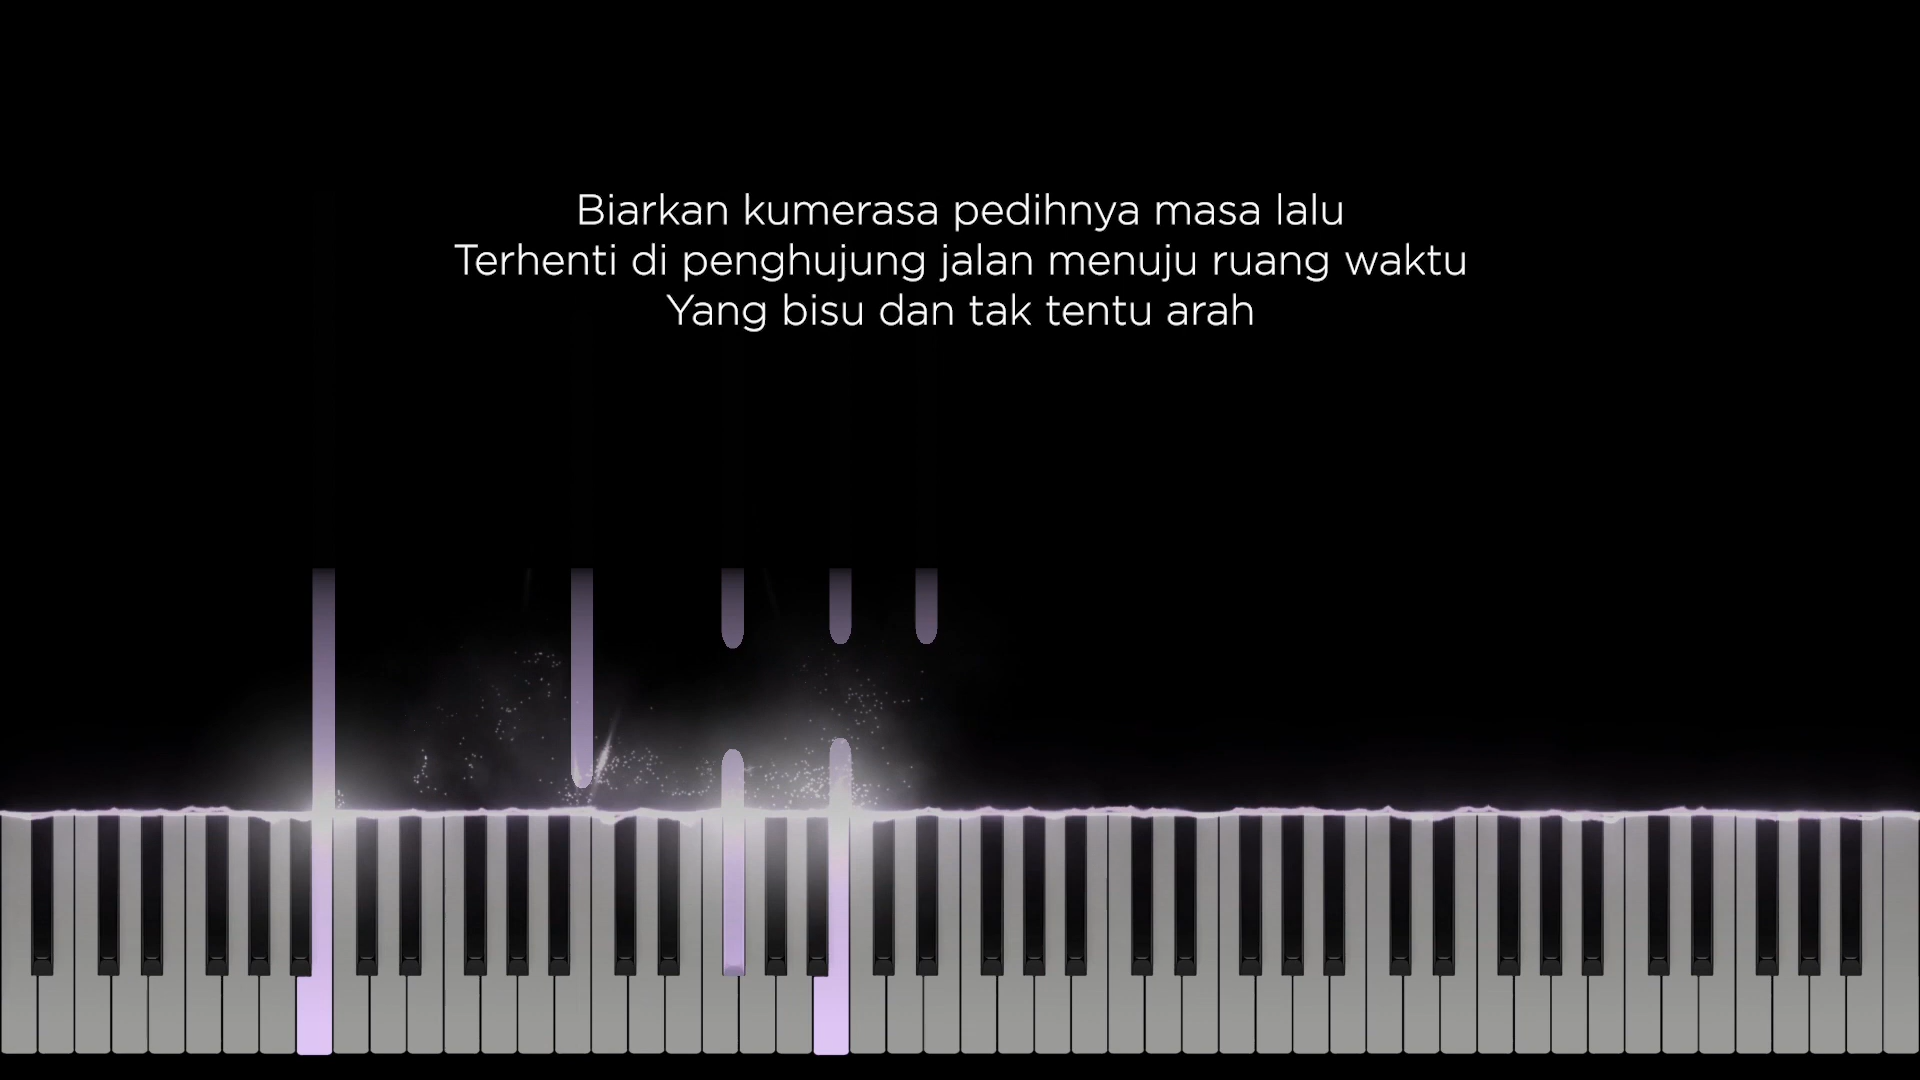 Biarkan kumerasa pedihnya masa lalu
Terhenti di penghujung jalan menuju ruang waktu
Yang bisu dan tak tentu arah